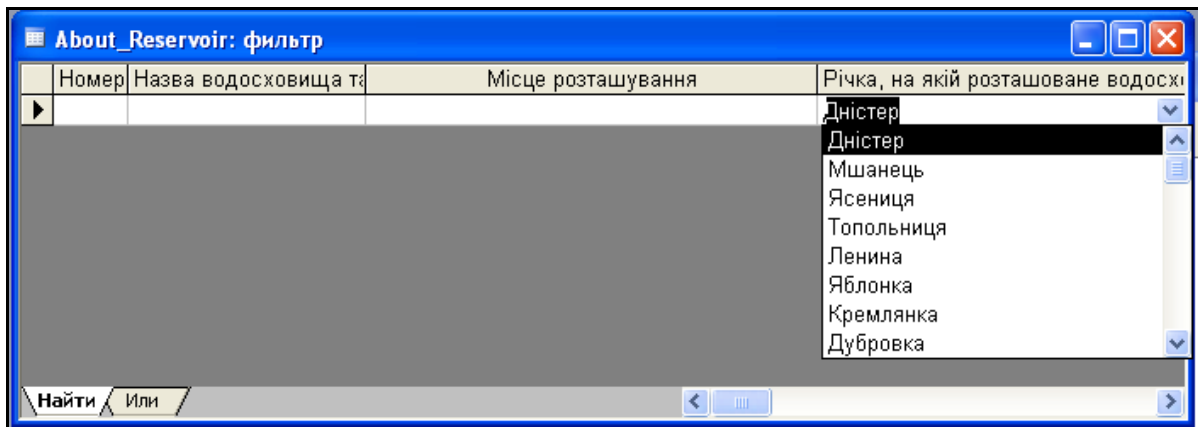 About_Reservoir: фильтр
Номер Назва водосховища та Місце розташування Річка, на якій розташоване водосх
Дністер
Дністер
Мшанець
Ясениця
Топольниця
Ленина
Яблонка
Кремлянка
Дубровка
Найти Или